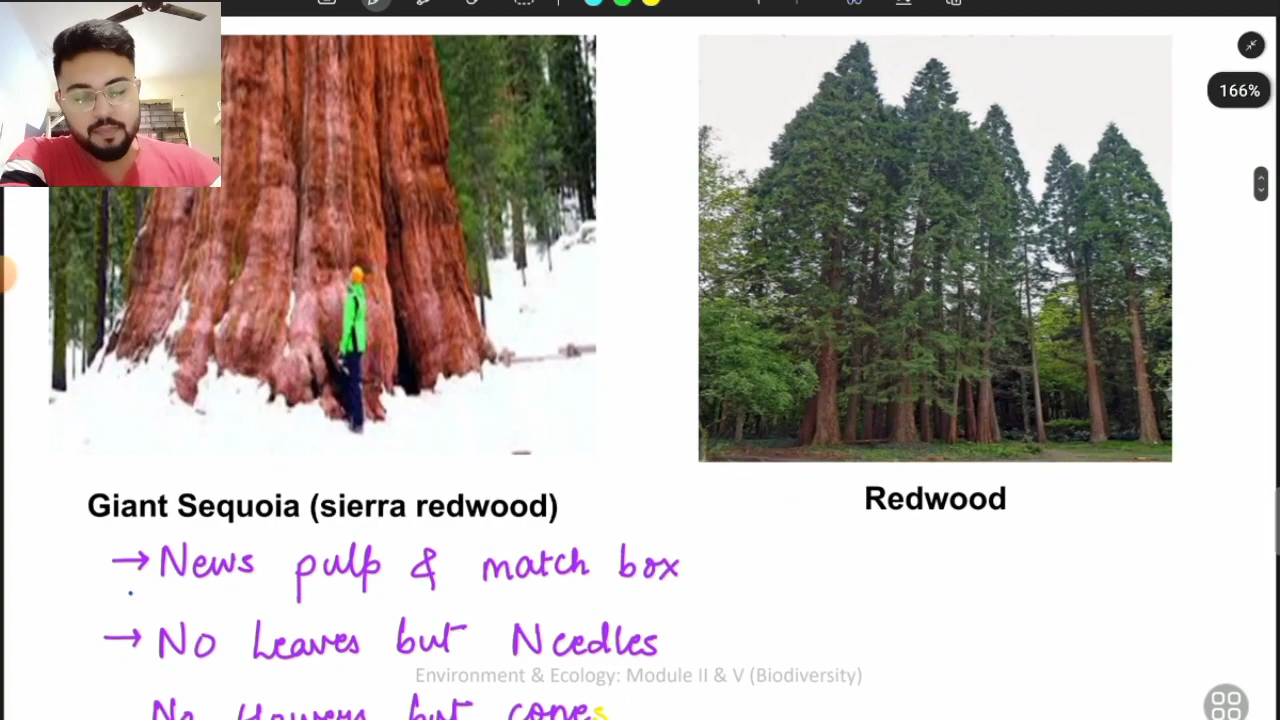 166%
Giant Sequoia (sierra redwood)
Redwood
→ News pulp & match box
→ No Leaves but Needles
Environment & Ecology: Module II & V (Biodiversity)
No flowers but cones